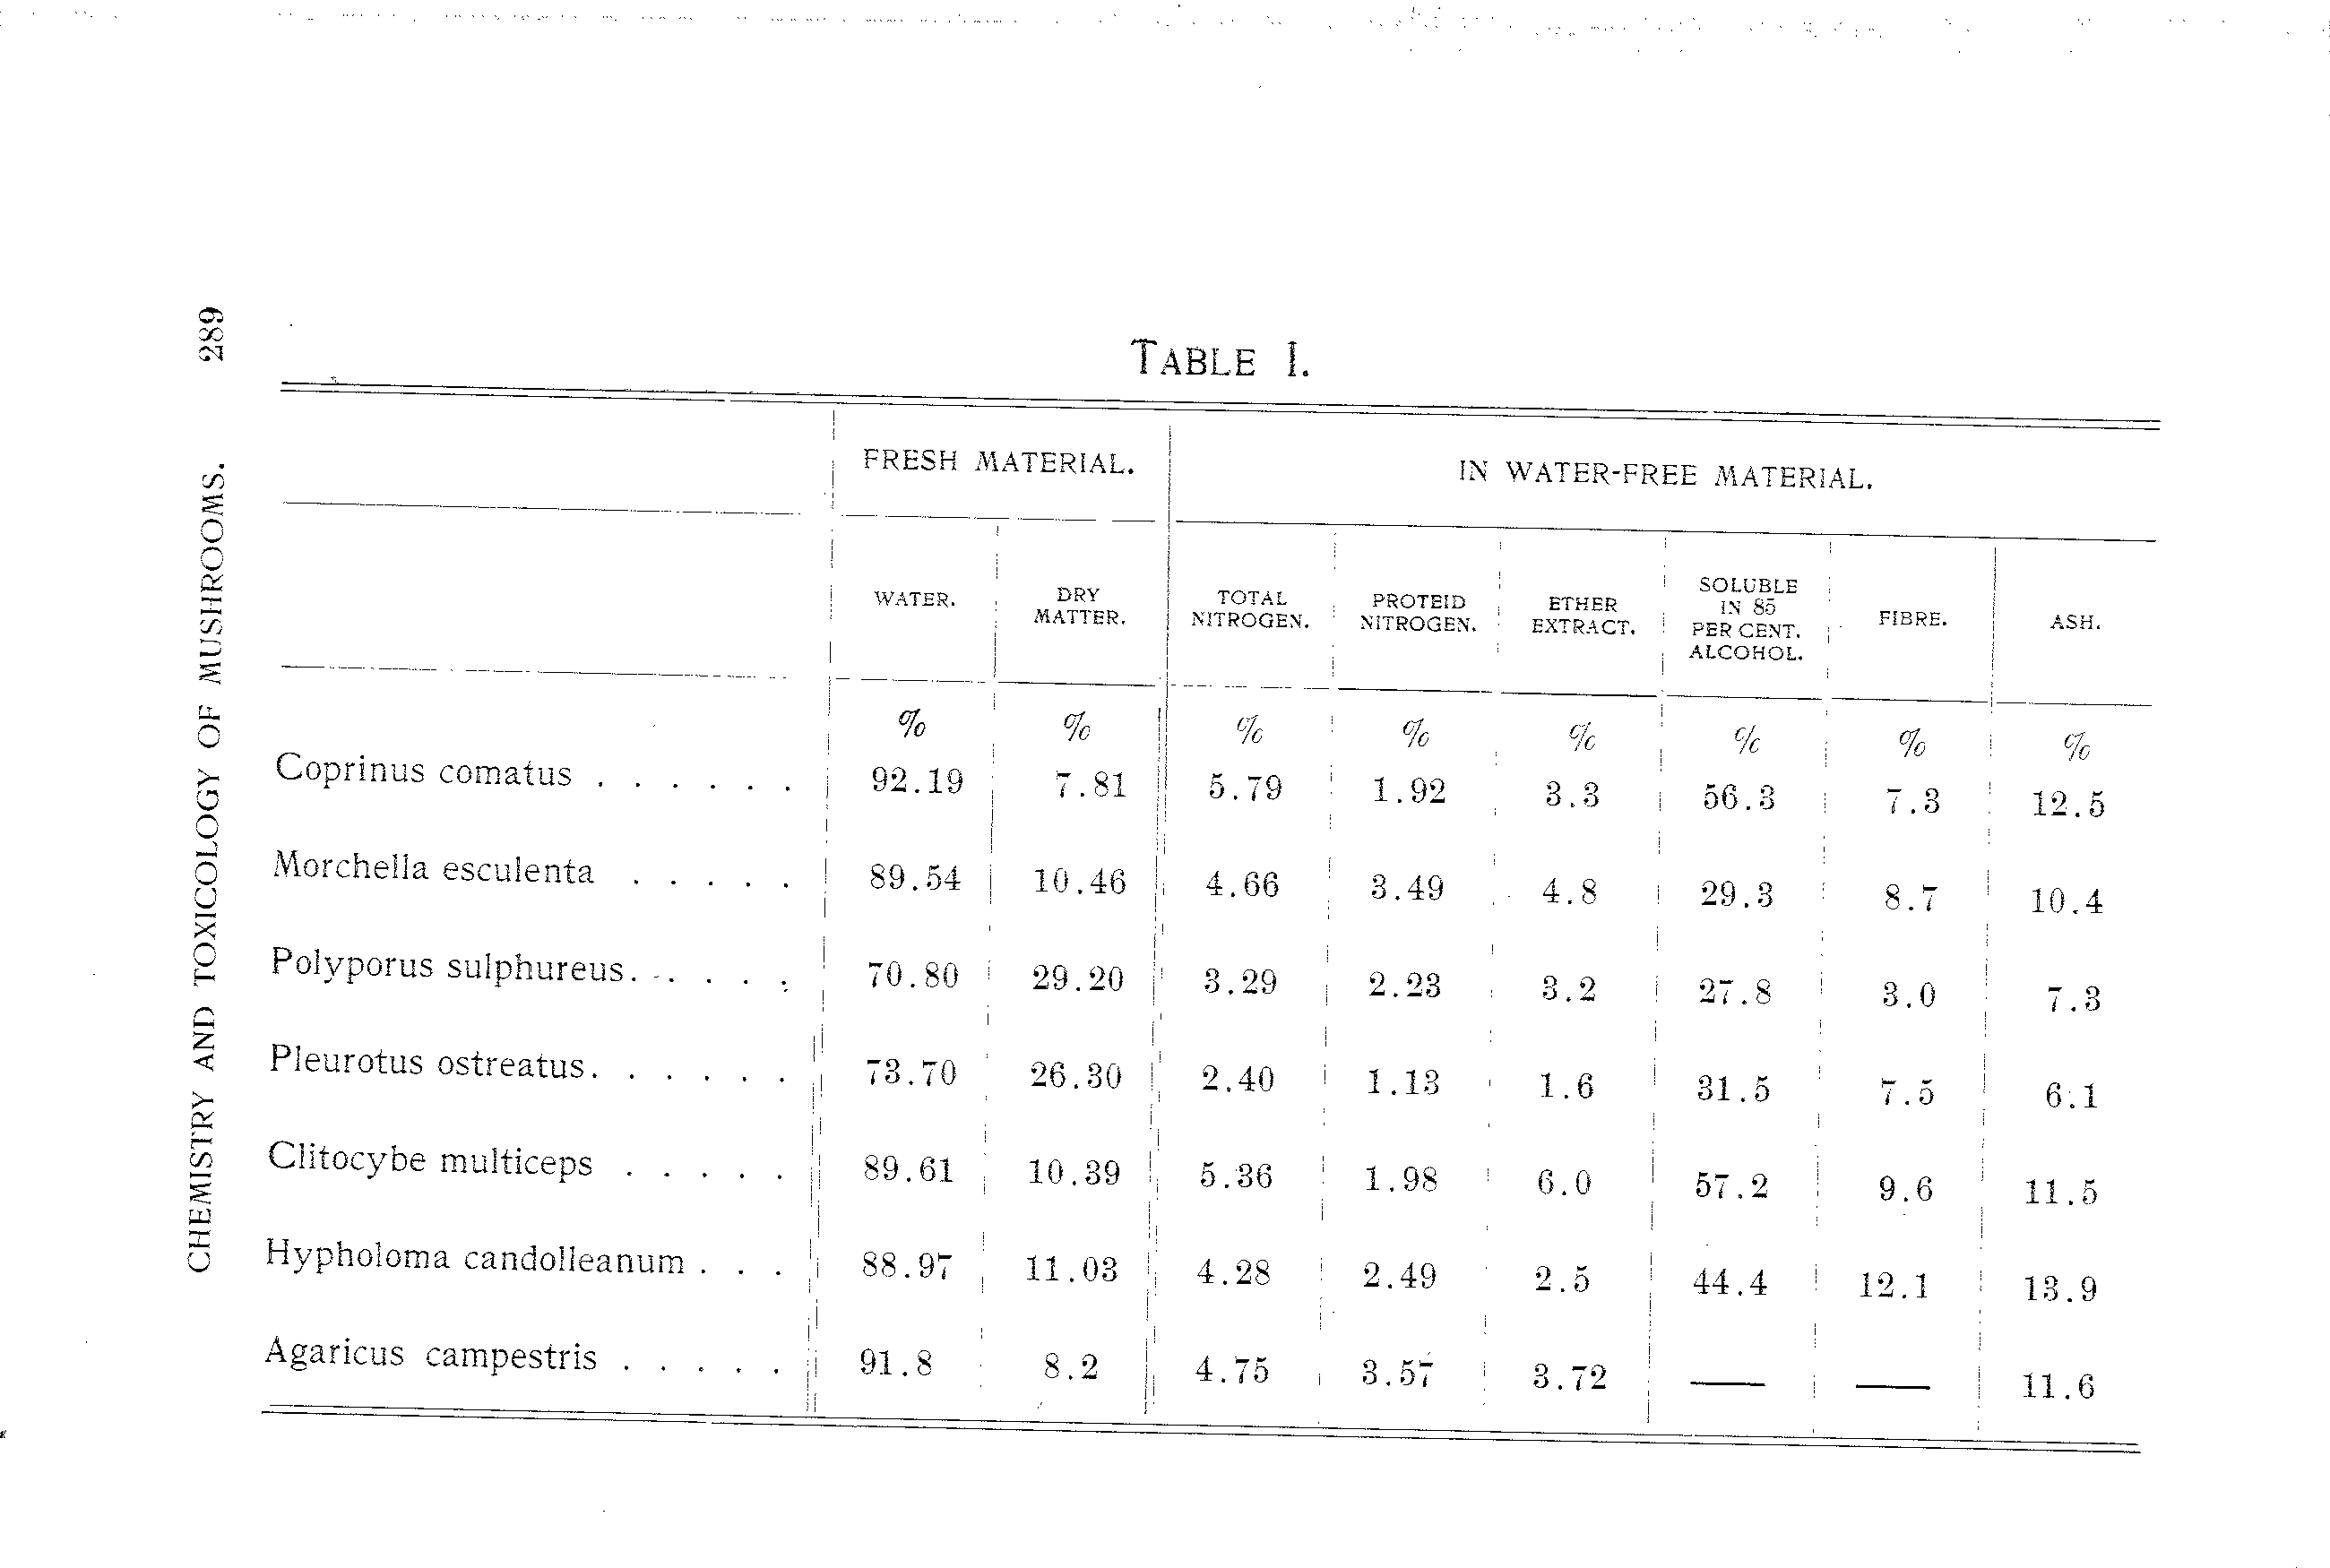 CHEMISTRY AND TOXICOLOGY OF MUSHROOMS. 289
TABLE I.
FRESH MATERIAL. IN WATER-FREE MATERIAL.
WATER. DRY MATTER. TOTAL NITROGEN. PROTEID NITROGEN. ETHER EXTRACT. SOLUBLE IN 85 PER CENT. ALCOHOL. FIBRE. ASH.
% % % % % % % %
Coprinus comatus . . . . . . 92.19 7.81 5.79 1.92 3.3 56.3 7.3 12.5
Morchella esculenta . . . . . 89.54 10.46 4.66 3.49 4.8 29.3 8.7 10.4
Polyporus sulphureus. . . . . 70.80 29.20 3.29 2.23 3.2 27.8 3.0 7.3
Pleurotus ostreatus. . . . . . 73.70 26.30 2.40 1.13 1.6 31.5 7.5 6.1
Clitocybe multiceps . . . . . 89.61 10.39 5.36 1.98 6.0 57.2 9.6 11.5
Hypholoma candolleanum . . . 88.97 11.03 4.28 2.49 2.5 44.4 12.1 13.9
Agaricus campestris . . . . . 91.8 8.2 4.75 3.57 3.72 — — 11.6